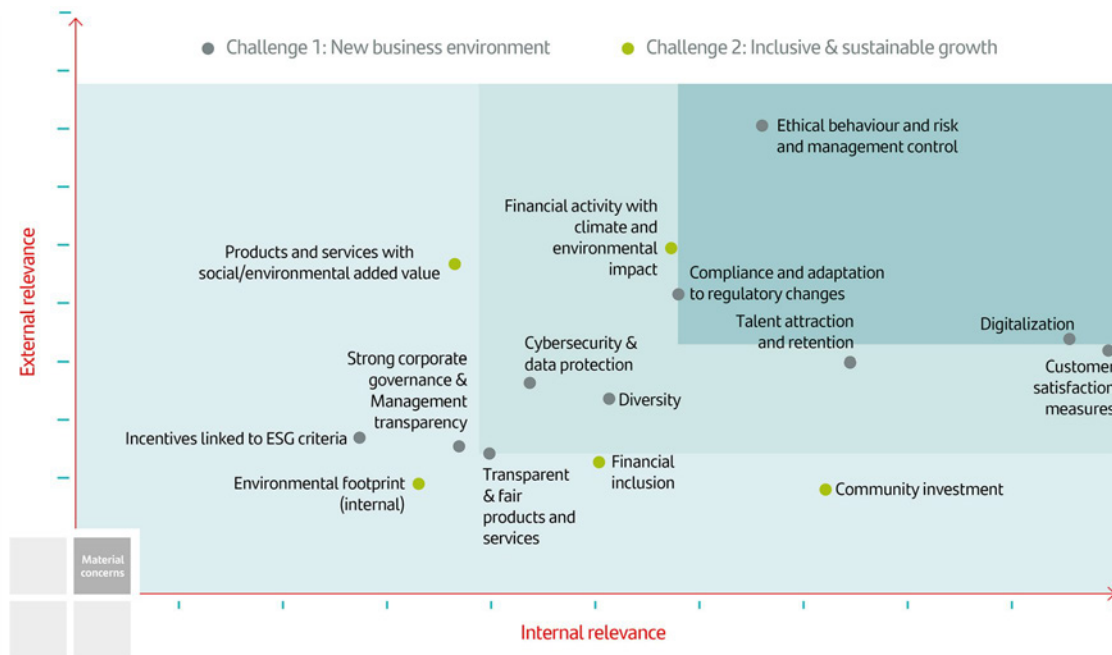 Challenge 1: New business environment
Challenge 2: Inclusive & sustainable growth
Ethical behaviour and risk
and management control
Financial activity with
climate and
environmental
impact
Products and services with
social/environmental added value
Compliance and adaptation
to regulatory changes
Talent attraction
and retention
Digitalization
Customer
satisfaction
measures
Cybersecurity &
data protection
Diversity
Strong corporate
governance &
Management
transparency
Incentives linked to ESG criteria
Environmental footprint
(internal)
Transparent
& fair
products and
services
Financial
inclusion
Community investment
External relevance
Material
concerns
Internal relevance